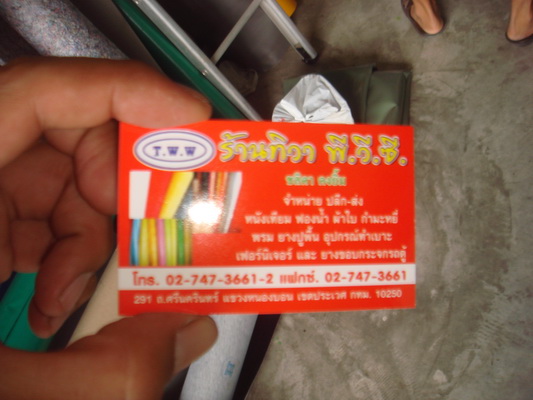 T.W.W ร้านทิวา พี.วี.ซี.
จำหน่าย ปลีก-ส่ง
หนังเทียม ฟองน้ำ ผ้าใบ กำมะหยี่
พรม ยางปูพื้น อุปกรณ์ทำเบาะ
เฟอร์นิเจอร์ และ ยางขอบกระจกรถตู้
โทร. 02-747-3661-2 แฟกซ์. 02-747-3661
291 ถ.ศรีนครินทร์ แขวงหนองบอน เขตประเวศ กทม. 10250